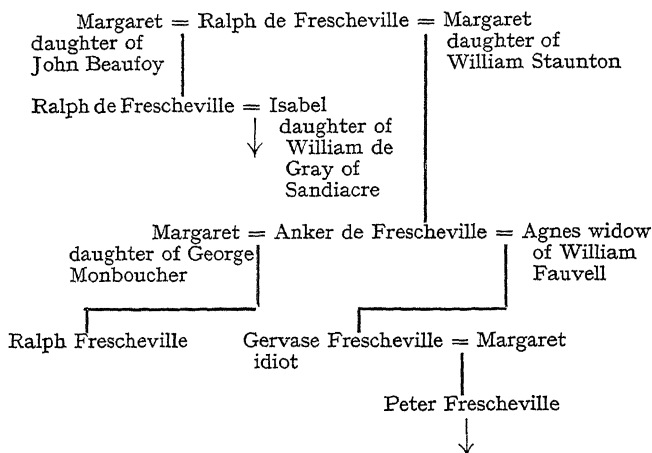 Margaret = Ralph de Frescheville = Margaret
daughter of daughter of
John Beaufoy William Staunton
Ralph de Frescheville = Isabel
daughter of
William de
Gray of
Sandiacre
Margaret = Anker de Frescheville = Agnes widow
daughter of George of William
Monboucher Fauvell
Ralph Frescheville Gervase Frescheville = Margaret
idiot
Peter Frescheville